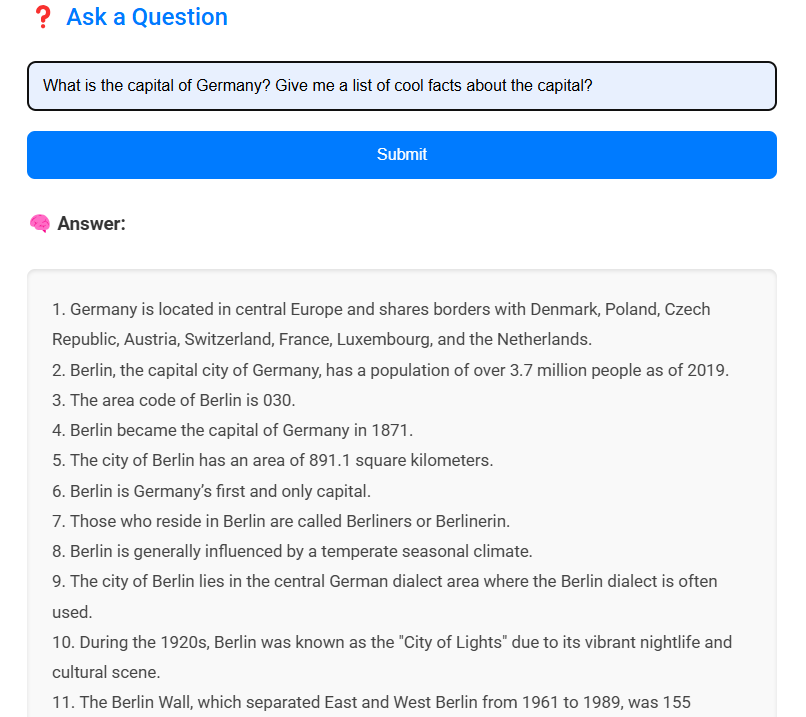 ❓ Ask a Question
What is the capital of Germany? Give me a list of cool facts about the capital?
Submit
🧠 Answer:
1. Germany is located in central Europe and shares borders with Denmark, Poland, Czech
Republic, Austria, Switzerland, France, Luxembourg, and the Netherlands.
2. Berlin, the capital city of Germany, has a population of over 3.7 million people as of 2019.
3. The area code of Berlin is 030.
4. Berlin became the capital of Germany in 1871.
5. The city of Berlin has an area of 891.1 square kilometers.
6. Berlin is Germany’s first and only capital.
7. Those who reside in Berlin are called Berliners or Berlinerin.
8. Berlin is generally influenced by a temperate seasonal climate.
9. The city of Berlin lies in the central German dialect area where the Berlin dialect is often
used.
10. During the 1920s, Berlin was known as the "City of Lights" due to its vibrant nightlife and
cultural scene.
11. The Berlin Wall, which separated East and West Berlin from 1961 to 1989, was 155